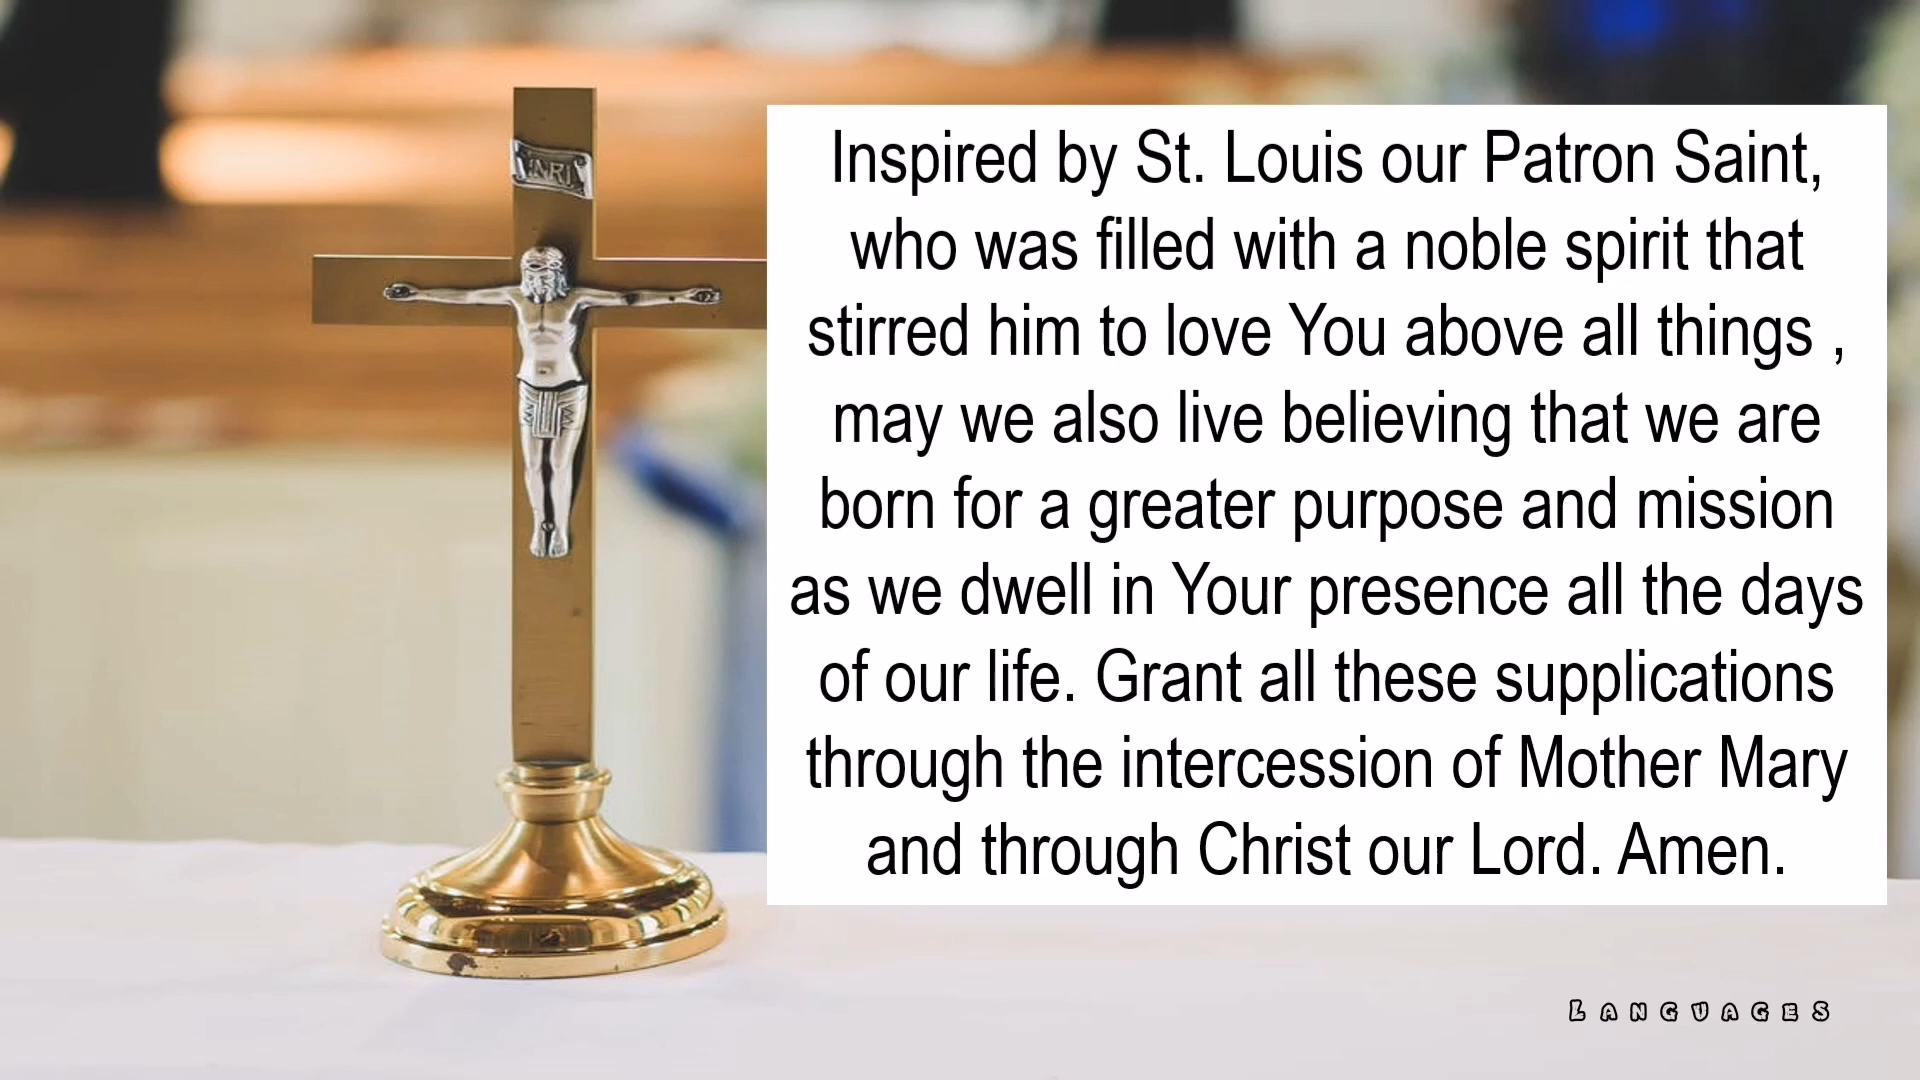 INRI
Inspired by St. Louis our Patron Saint,
who was filled with a noble spirit that
stirred him to love You above all things ,
may we also live believing that we are
born for a greater purpose and mission
as we dwell in Your presence all the days
of our life. Grant all these supplications
through the intercession of Mother Mary
and through Christ our Lord. Amen.
LANGUAGES